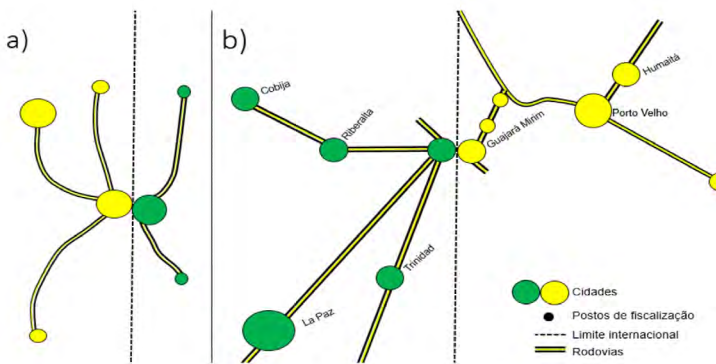 a)
b)
Cobija
Riberalta
Guajará Mirim
Humaitá
Porto Velho
Trinidad
La Paz
Cidades
Postos de fiscalização
Limite internacional
Rodovias